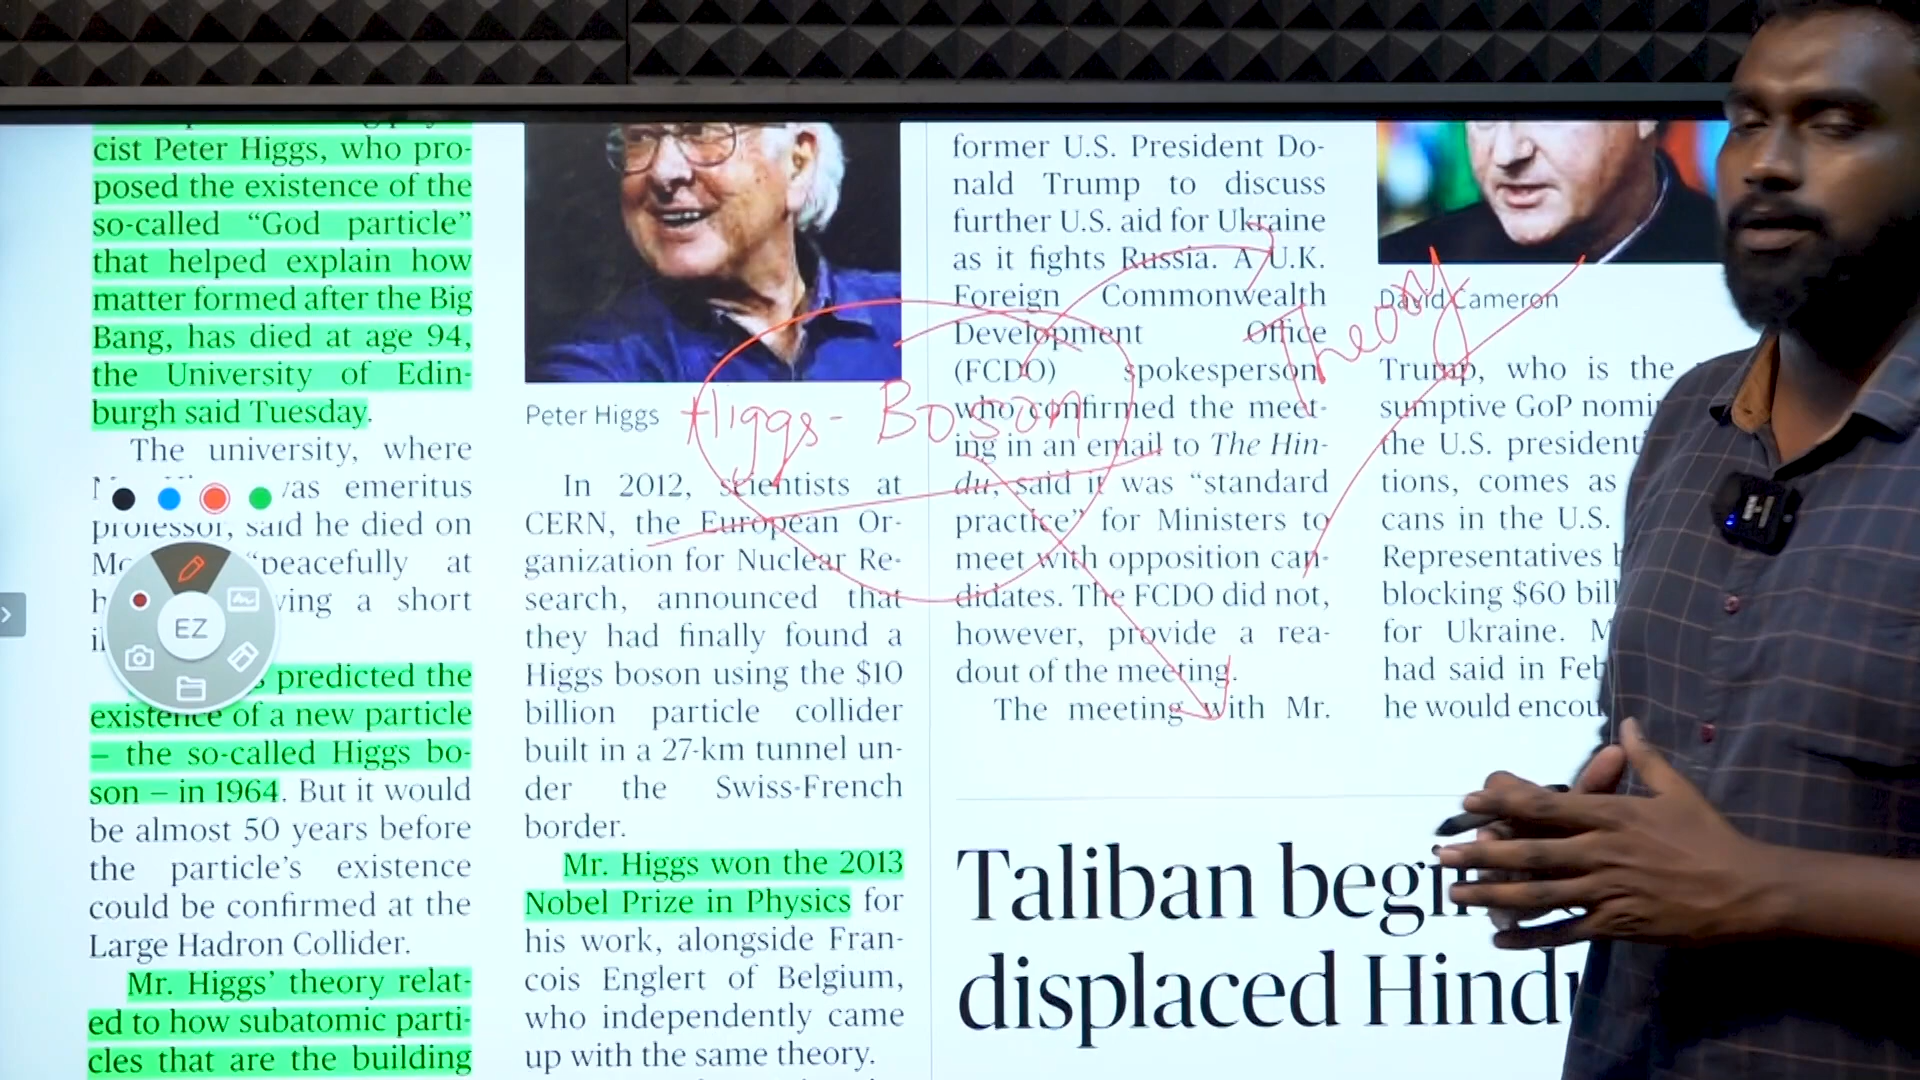 cist Peter Higgs, who pro-
posed the existence of the
so-called “God particle”
that helped explain how
matter formed after the Big
Bang, has died at age 94,
the University of Edin-
burgh said Tuesday.
The university, where
was emeritus
professor, said he died on
“peacefully at
a short
predicted the
existence of a new particle
– the so-called Higgs bo-
son – in 1964. But it would
be almost 50 years before
the particle’s existence
could be confirmed at the
Large Hadron Collider.
Mr. Higgs’ theory relat-
ed to how subatomic parti-
cles that are the building
EZ
Peter Higgs
Higgs - Boson
In 2012, scientists at
CERN, the European Or-
ganization for Nuclear Re-
search, announced that
they had finally found a
Higgs boson using the $10
billion particle collider
built in a 27-km tunnel un-
der the Swiss-French
border.
Mr. Higgs won the 2013
Nobel Prize in Physics for
his work, alongside Fran-
cois Englert of Belgium,
who independently came
up with the same theory.
former U.S. President Do-
nald Trump to discuss
further U.S. aid for Ukraine
as it fights Russia. A U.K.
Foreign Commonwealth
Development Office
(FCDO) spokesperson
who confirmed the meet-
ing in an email to The Hin-
du, said it was “standard
practice” for Ministers to
meet with opposition can-
didates. The FCDO did not,
however, provide a rea-
dout of the meeting.
The meeting with Mr.
Theory
David Cameron
Trump, who is the
sumptive GoP
the U.S.
tions, comes as
cans in the U.S.
Representatives
blocking $60
for Ukraine.
had said in
he would
Taliban
displaced
H